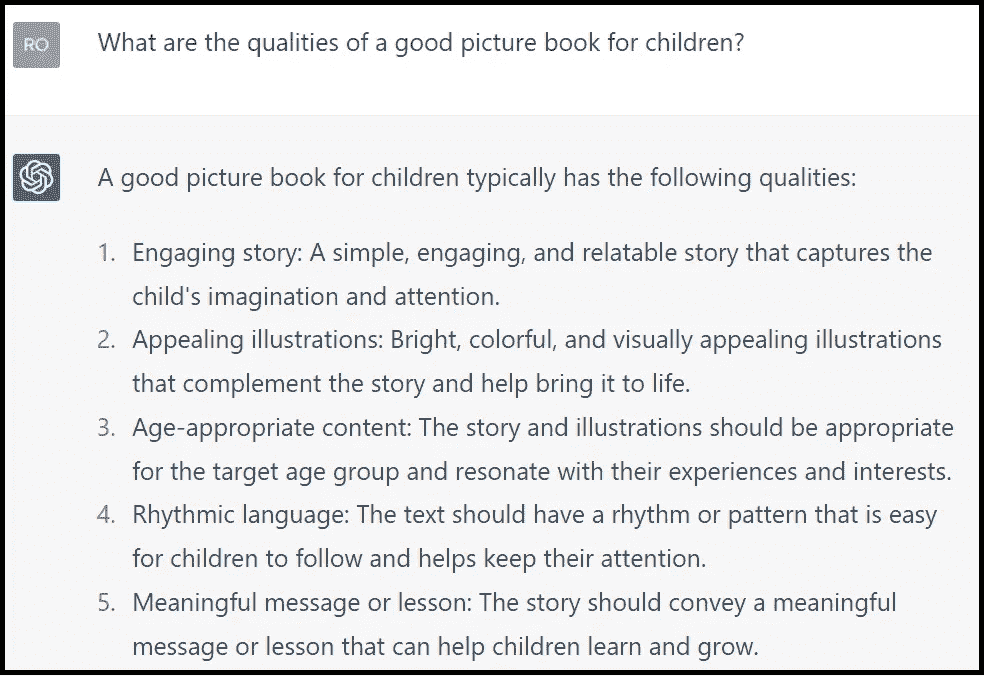 RO
What are the qualities of a good picture book for children?
A good picture book for children typically has the following qualities:
1. Engaging story: A simple, engaging, and relatable story that captures the
child's imagination and attention.
2. Appealing illustrations: Bright, colorful, and visually appealing illustrations
that complement the story and help bring it to life.
3. Age-appropriate content: The story and illustrations should be appropriate
for the target age group and resonate with their experiences and interests.
4. Rhythmic language: The text should have a rhythm or pattern that is easy
for children to follow and helps keep their attention.
5. Meaningful message or lesson: The story should convey a meaningful
message or lesson that can help children learn and grow.